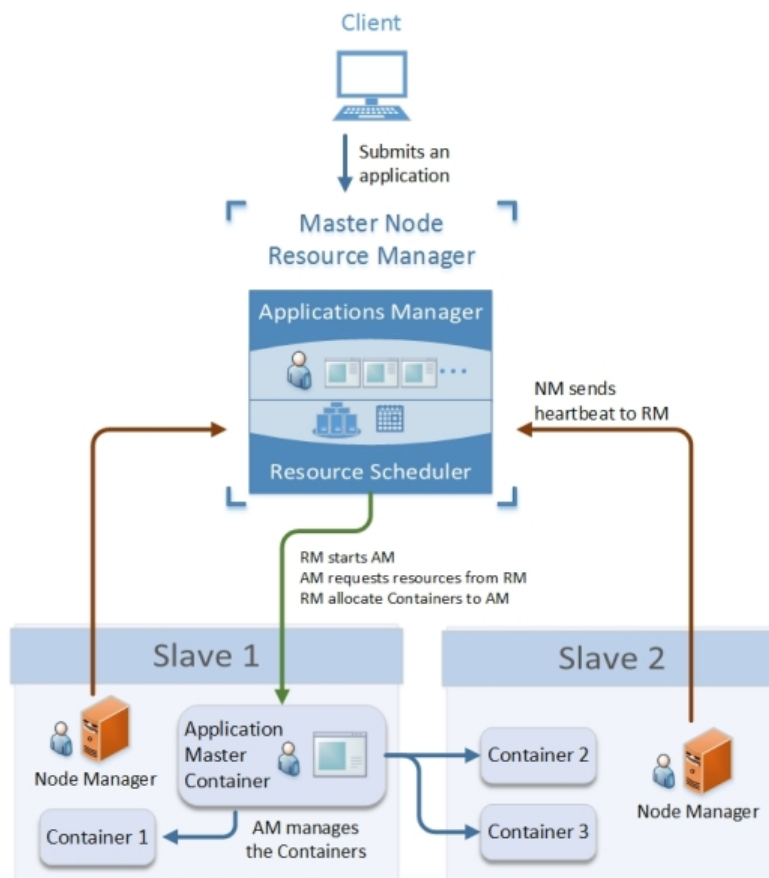 Client
Submits an
application
Master Node
Resource Manager
Applications Manager
NM sends
heartbeat to RM
Resource Scheduler
RM starts AM
AM requests resources from RM
RM allocate Containers to AM
Slave 1
Slave 2
Application
Master
Container
Node Manager
Container 1
AM manages
the Containers
Container 2
Container 3
Node Manager